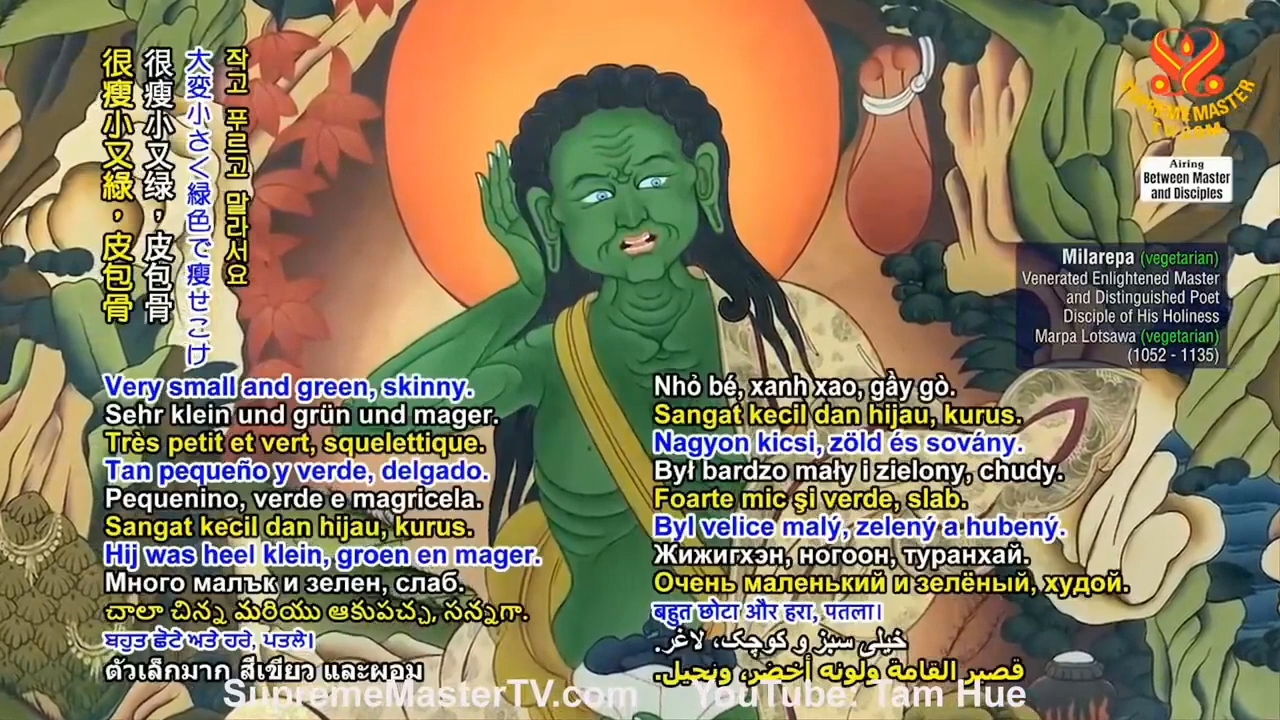 작고 푸르고 말라서요
大変小さく緑色で痩せこけ
很瘦小又绿，皮包骨
很瘦小又綠，皮包骨
SUPREME MASTER
TV.COM
Airing
Between Master
and Disciples
Milarepa (vegetarian)
Venerated Enlightened Master
and Distinguished Poet
Disciple of His Holiness
Marpa Lotsawa (vegetarian)
(1052 - 1135)
Very small and green, skinny.
Sehr klein und grün und mager.
Très petit et vert, squelettique.
Tan pequeño y verde, delgado.
Pequenino, verde e magricela.
Sangat kecil dan hijau, kurus.
Hij was heel klein, groen en mager.
Много малък и зелен, слаб.
చాలా చిన్న మరియు ఆకుపచ్చ, సన్నగా.
ਬਹੁਤ ਛੋਟੇ ਅਤੇ ਹਰੇ, ਪਤਲੇ।
ตัวเล็กมาก สีเขียว และผอม
Nhỏ bé, xanh xao, gầy gò.
Sangat kecil dan hijau, kurus.
Nagyon kicsi, zöld és sovány.
Był bardzo mały i zielony, chudy.
Foarte mic şi verde, slab.
Byl velice malý, zelený a hubený.
Жижигхэн, ногоон, туранхай.
Очень маленький и зелёный, худой.
बहुत छोटा और हरा, पतला।
خیلی سبز و کوچک، لاغر.
قصير القامة ولونه أخضر، ونحيل.
SupremeMasterTV.com YouTube: Tam Hue